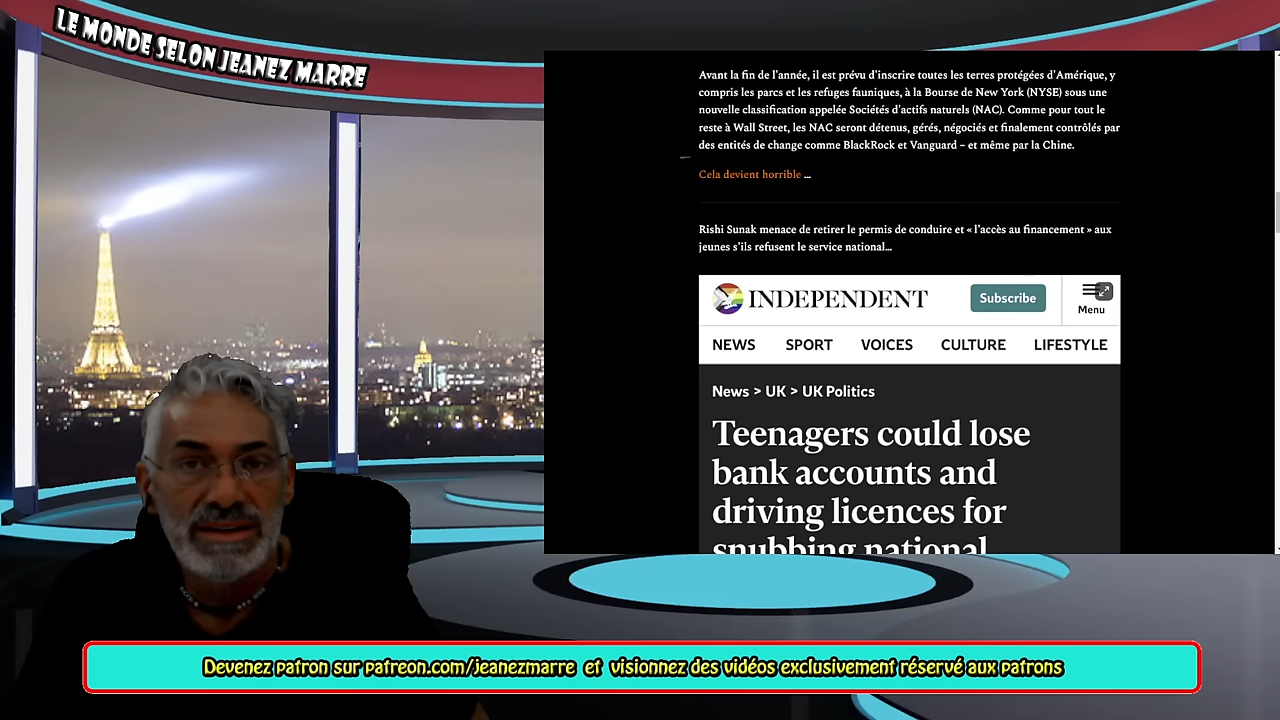 LE MONDE SELON JEANEZ MARRE
Avant la fin de l'année, il est prévu d'inscrire toutes les terres protégées d'Amérique, y
compris les parcs et les refuges fauniques, à la Bourse de New York (NYSE) sous une
nouvelle classification appelée Sociétés d'actifs naturels (NAC). Comme pour tout le
reste à Wall Street, les NAC seront détenus, gérés, négociés et finalement contrôlés par
des entités de change comme BlackRock et Vanguard – et même par la Chine.
Cela devient horrible ...
Rishi Sunak menace de retirer le permis de conduire et « l'accès au financement » aux
jeunes s'ils refusent le service national...
INDEPENDENT
Subscribe
Menu
NEWS SPORT VOICES CULTURE LIFESTYLE
News > UK > UK Politics
Teenagers could lose
bank accounts and
driving licences for
snubbing national
Devenez patron sur patreon.com/jeanezmarre et visionnez des vidéos exclusivement réservé aux patrons